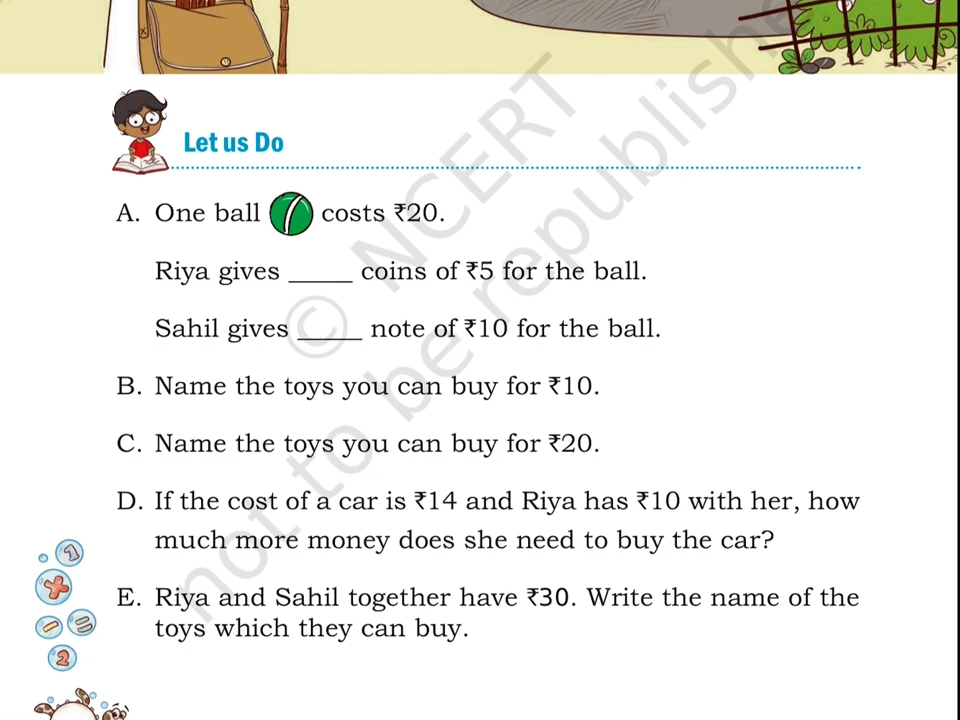 Let us Do
A. One ball costs ₹20.
Riya gives _____ coins of ₹5 for the ball.
Sahil gives _____ note of ₹10 for the ball.
B. Name the toys you can buy for ₹10.
C. Name the toys you can buy for ₹20.
D. If the cost of a car is ₹14 and Riya has ₹10 with her, how
much more money does she need to buy the car?
E. Riya and Sahil together have ₹30. Write the name of the
toys which they can buy.
1
2
© NCERT
not to be republished